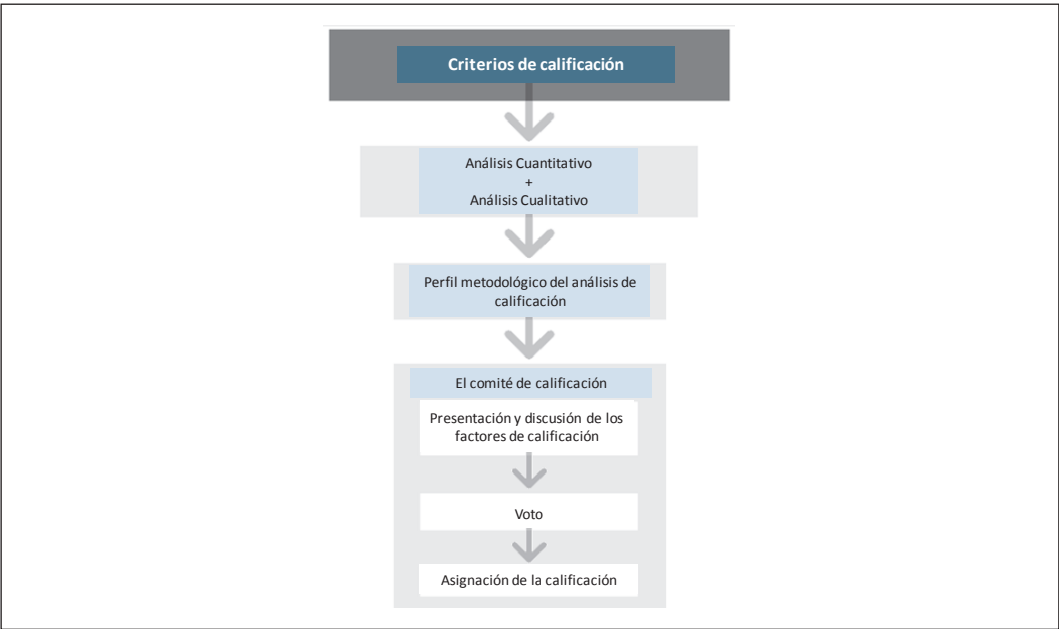 Criterios de calificación
Análisis Cuantitativo
+
Análisis Cualitativo
Perfil metodológico del análisis de
calificación
El comité de calificación
Presentación y discusión de los
factores de calificación
Voto
Asignación de la calificación